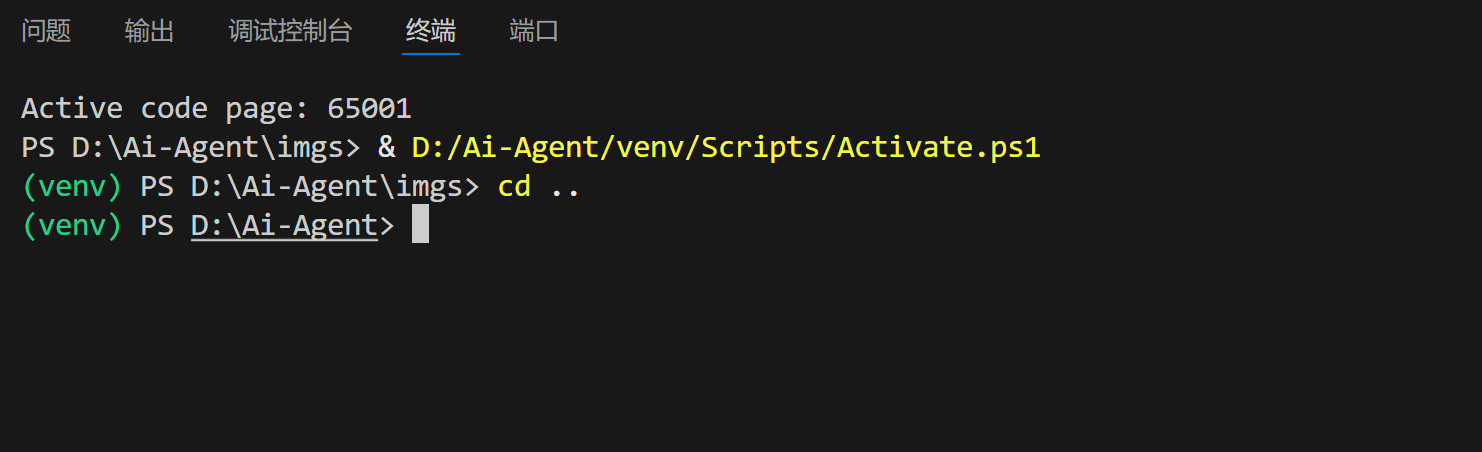 问题 输出 调试控制台 终端 端口
Active code page: 65001
PS D:\Ai-Agent\imgs> & D:/Ai-Agent/venv/Scripts/Activate.ps1
(venv) PS D:\Ai-Agent\imgs> cd ..
(venv) PS D:\Ai-Agent>